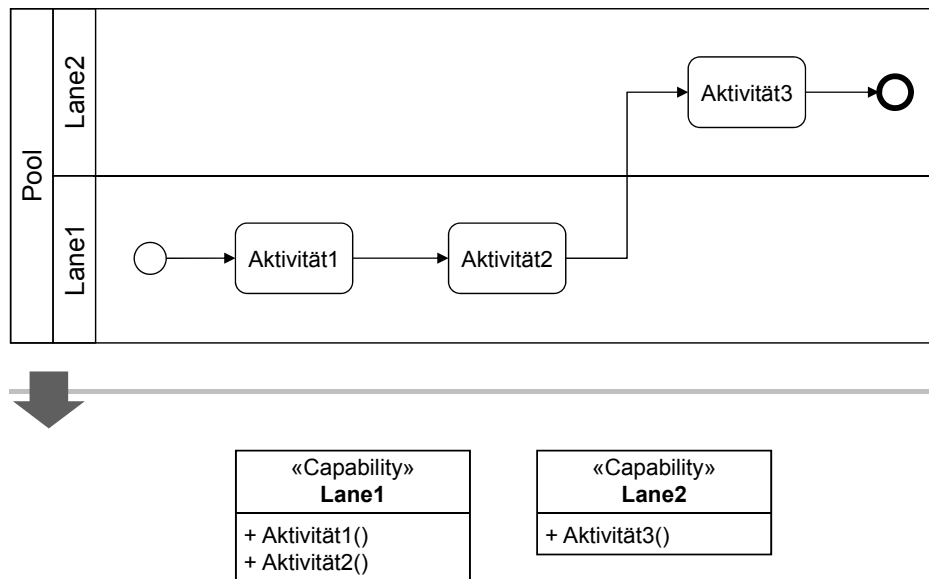 Pool
Lane2
Aktivität3
Lane1
Aktivität1
Aktivität2
«Capability»
Lane1
+ Aktivität1()
+ Aktivität2()
«Capability»
Lane2
+ Aktivität3()